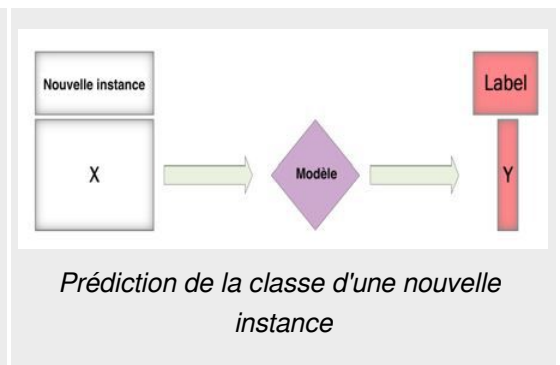 Nouvelle instance
Label
X
Modèle
Y
Prédiction de la classe d'une nouvelle
instance